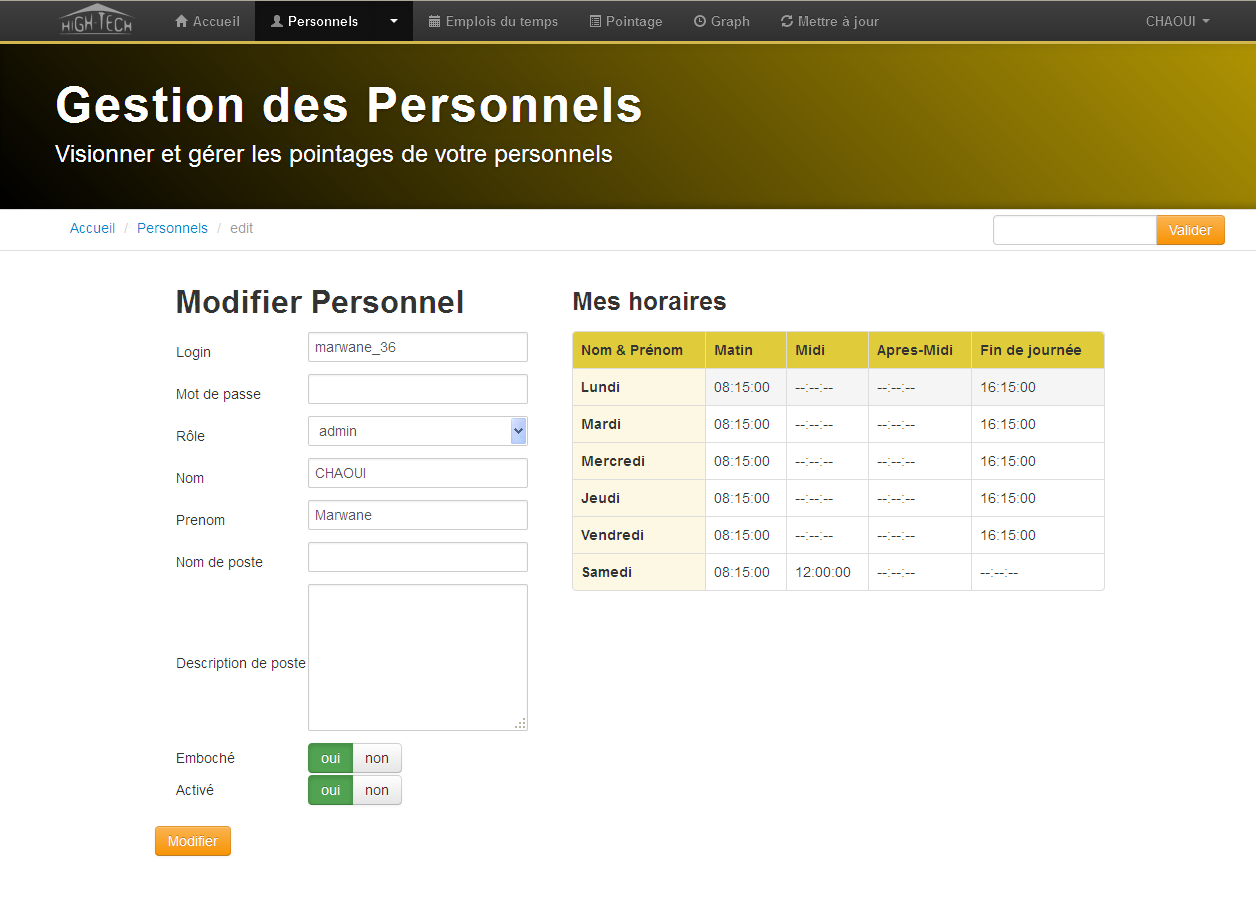 HIGH-TECH Accueil Personnels Emplois du temps Pointage Graph Mettre à jour CHAOUI
Gestion des Personnels
Visionner et gérer les pointages de votre personnels
Accueil / Personnels / edit Valider
Modifier Personnel
Login marwane_36
Mot de passe
Rôle admin
Nom CHAOUI
Prenom Marwane
Nom de poste
Description de poste
Emboché oui non
Activé oui non
Modifier
Mes horaires
Nom & Prénom Matin Midi Apres-Midi Fin de journée
Lundi 08:15:00 --:--:-- --:--:-- 16:15:00
Mardi 08:15:00 --:--:-- --:--:-- 16:15:00
Mercredi 08:15:00 --:--:-- --:--:-- 16:15:00
Jeudi 08:15:00 --:--:-- --:--:-- 16:15:00
Vendredi 08:15:00 --:--:-- --:--:-- 16:15:00
Samedi 08:15:00 12:00:00 --:--:-- --:--:--